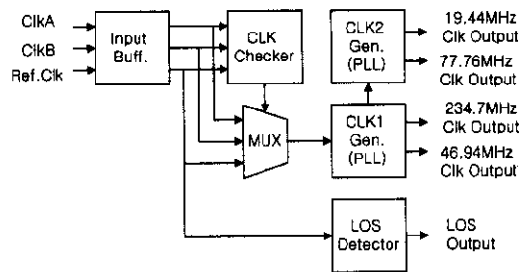 ClkA
ClkB
Ref.Clk
Input
Buff.
CLK
Checker
MUX
CLK2
Gen.
(PLL)
19.44MHz
Clk Output
77.76MHz
Clk Output
CLK1
Gen.
(PLL)
234.7MHz
Clk Output
46.94MHz
Clk Output
LOS
Detector
LOS
Output